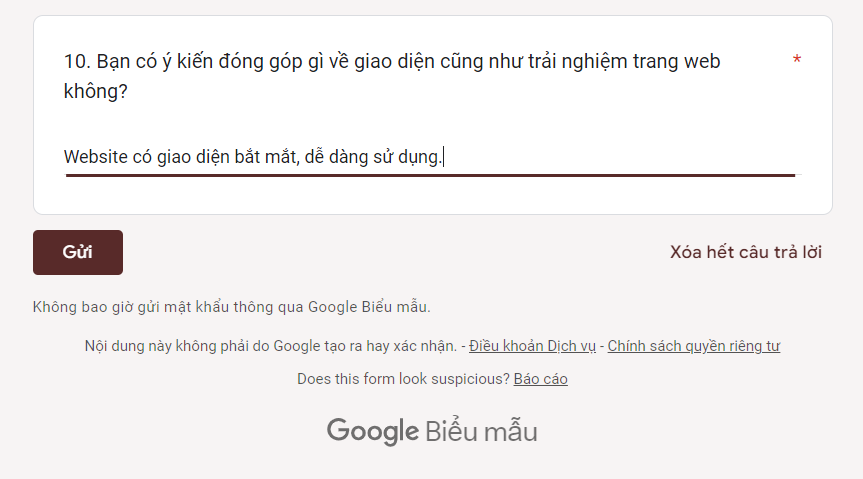 10. Bạn có ý kiến đóng góp gì về giao diện cũng như trải nghiệm trang web *
không?
Website có giao diện bắt mắt, dễ dàng sử dụng.
Gửi
Xóa hết câu trả lời
Không bao giờ gửi mật khẩu thông qua Google Biểu mẫu.
Nội dung này không phải do Google tạo ra hay xác nhận. - Điều khoản Dịch vụ - Chính sách quyền riêng tư
Does this form look suspicious? Báo cáo
Google Biểu mẫu